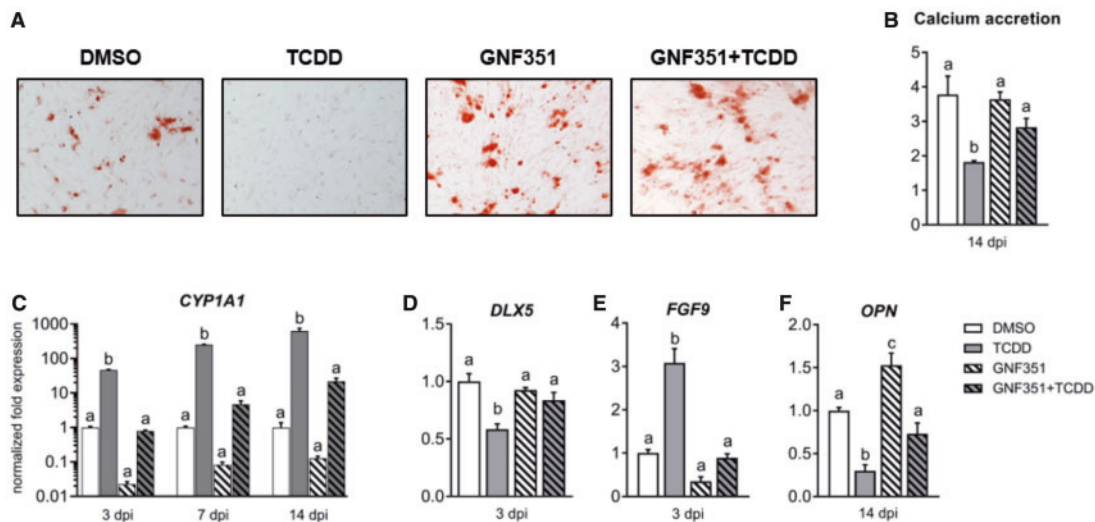 A
DMSO
TCDD
GNF351
GNF351+TCDD
B
Calcium accretion
5
4
3
2
1
0
a
b
a
a
14 dpi
C
CYP1A1
normalized fold expression
1000
100
10
1
0.1
0.01
a
b
a
a
a
b
a
a
a
b
a
a
3 dpi
7 dpi
14 dpi
D
DLX5
1.5
1.0
0.5
0.0
a
b
a
a
3 dpi
E
FGF9
4
3
2
1
0
a
b
a
a
3 dpi
F
OPN
2.0
1.5
1.0
0.5
0.0
a
b
c
a
14 dpi
DMSO
TCDD
GNF351
GNF351+TCDD